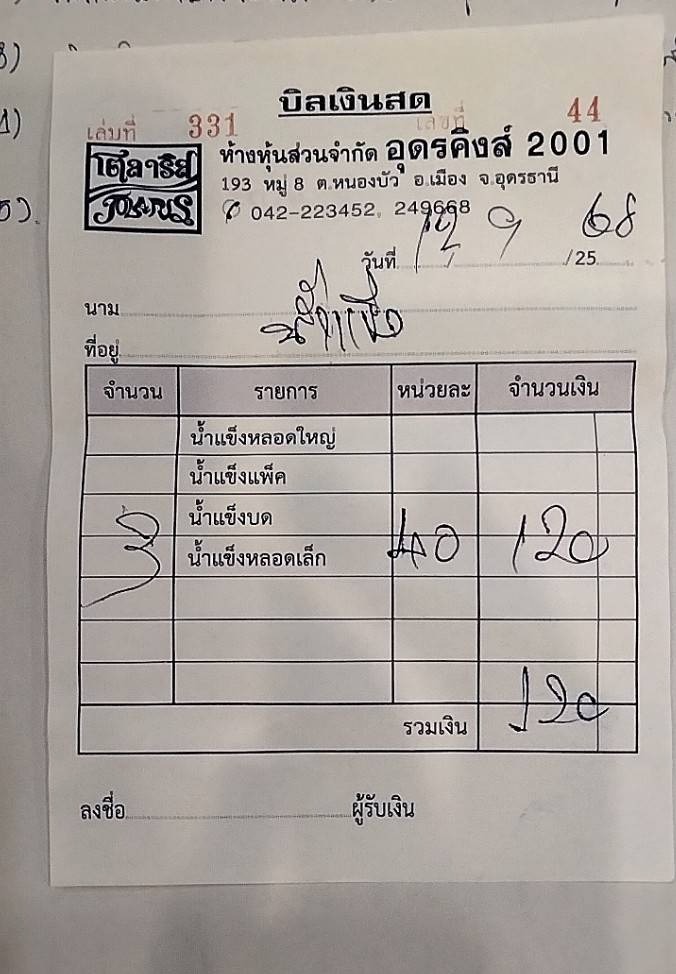 บิลเงินสด
เล่มที่ 331 เลขที่ 44
โพลาริส
POLARIS
ห้างหุ้นส่วนจำกัด อุดรคิงส์ 2001
193 หมู่ 8 ต.หนองบัว อ.เมือง จ.อุดรธานี
042-223452, 249668
วันที่ 12 / 9 /25 68
นาม
ที่อยู่
จำนวน รายการ หน่วยละ จำนวนเงิน
น้ำแข็งหลอดใหญ่
น้ำแข็งแพ็ค
น้ำแข็งบด
3 น้ำแข็งหลอดเล็ก 40 120
รวมเงิน 120
ลงชื่อ ผู้รับเงิน